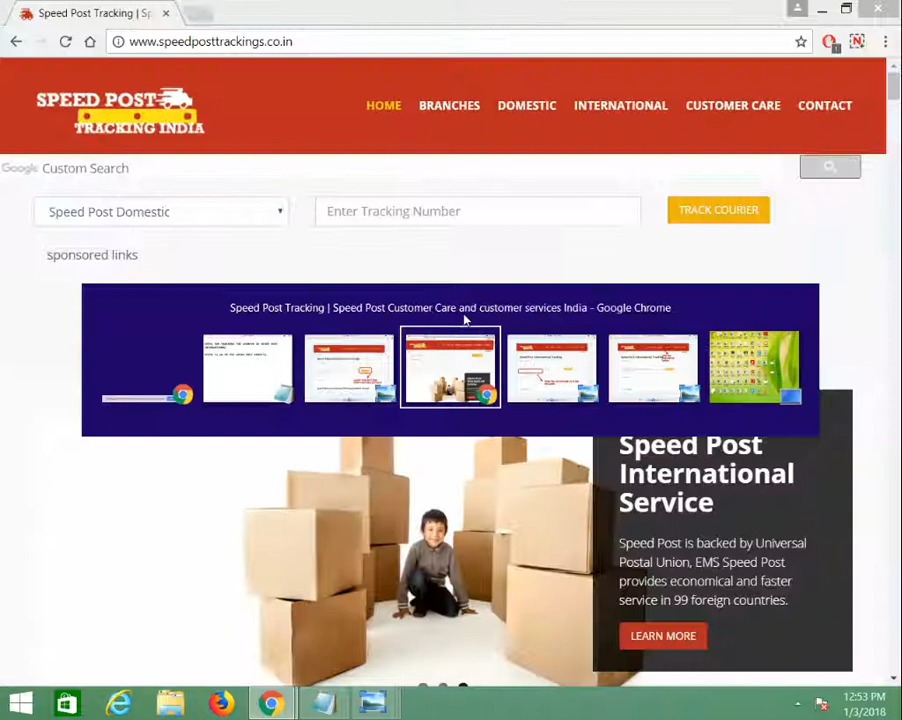 Speed Post Tracking | Sp
www.speedposttrackings.co.in
SPEED POST
TRACKING INDIA
HOME
BRANCHES
DOMESTIC
INTERNATIONAL
CUSTOMER CARE
CONTACT
Google Custom Search
Speed Post Domestic
Enter Tracking Number
TRACK COURIER
sponsored links
Speed Post Tracking | Speed Post Customer Care and customer services India - Google Chrome
Speed Post
International
Service
Speed Post is backed by Universal
Postal Union, EMS Speed Post
provides economical and faster
service in 99 foreign countries.
LEARN MORE
12:53 PM
1/3/2018